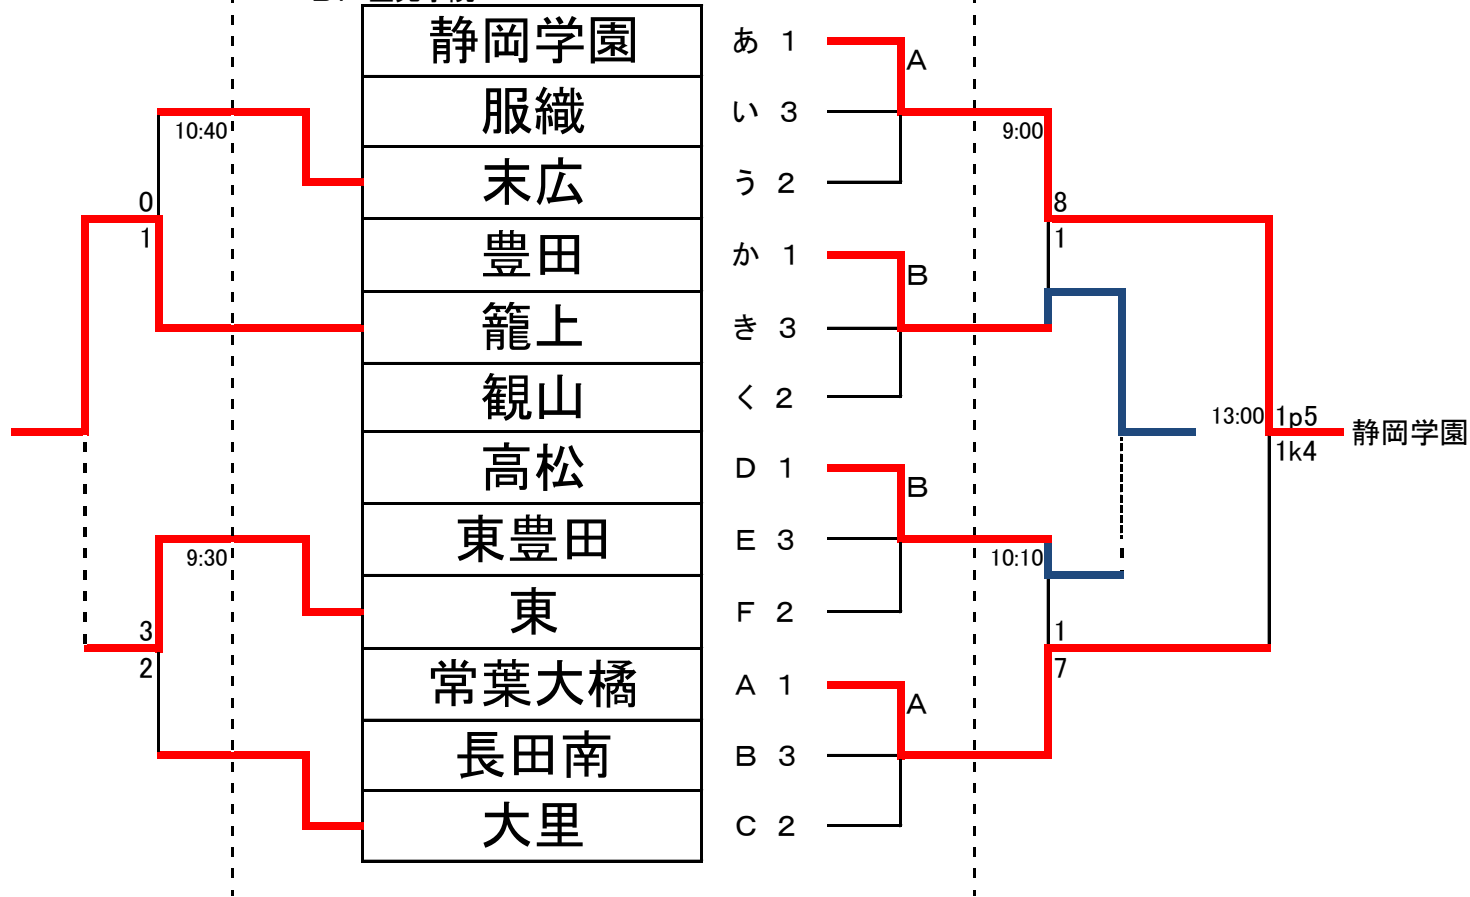 静岡学園 あ 1
A
服織 い 3
10:40
9:00
末広 う 2
0
8
1
1
豊田 か 1
B
籠上 き 3
観山 く 2
13:00 1p5
静岡学園
1k4
高松 D 1
B
東豊田 E 3
9:30
10:10
東 F 2
3
1
2
7
常葉大橘 A 1
A
長田南 B 3
大里 C 2